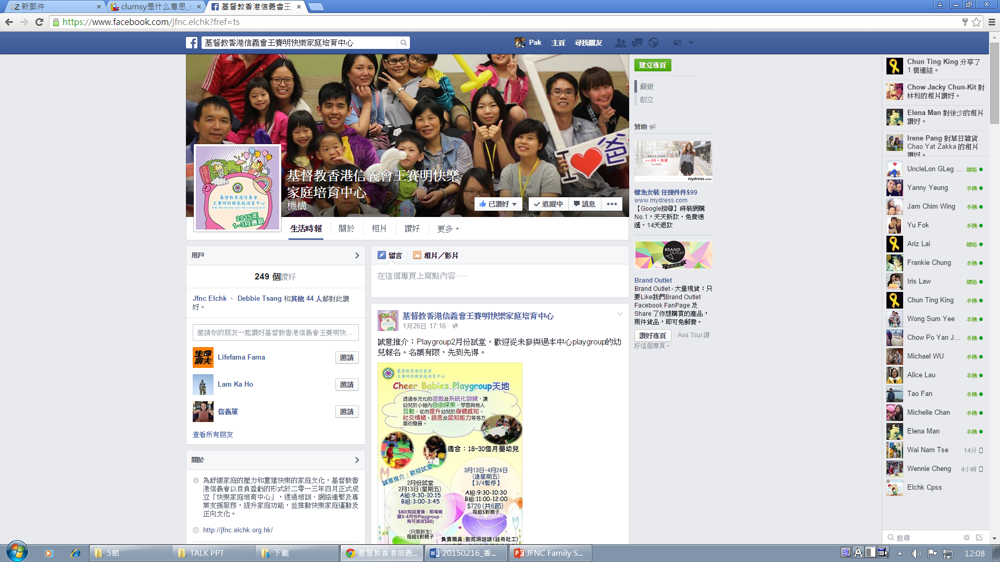 新郵件
clumsy是什么意思_c
基督教香港信義會王
https://www.facebook.com/jfnc.elchk?fref=ts
基督教香港信義會王賽明快樂家庭培育中心
Pak 主頁 尋找朋友
基督教香港信義會
王賽明快樂家庭培育中心
2015年
1-3月通訊
I 爸
基督教香港信義會王賽明快樂
家庭培育中心
機構
已讚好 追蹤中 訊息
生活時報 關於 相片 讚好 更多
用戶
249 個讚好
Jfnc Elchk 、 Debbie Tsang 和其他 44 人都對此讚
好。
邀請你的朋友一起讚好基督教香港信義會王賽明快...
Lifefama Fama 邀請
生命
農夫
Lam Ka Ho 邀請
信義單 邀請
查看所有朋友
關於
為舒緩家庭的壓力和重建快樂的家庭文化，基督教香
港信義會以自負盈虧的形式於二零一三年四月正式成
立「快樂家庭培育中心」，透過培訓、網絡連繫及專
業支援服務，提升家庭功能，並推動快樂家庭運動及
正向文化。
http://jfnc.elchk.org.hk/
留言 相片／影片
在這個專頁上寫點內容⋯⋯
基督教香港信義會王賽明快樂家庭培育中心
1月26日 17:16 ·
誠意推介：Playgroup2月份試堂，歡迎從未參與過本中心playgroup的幼
兒報名。名額有限，先到先得。
基督教香港信義會
王賽明快樂家庭培育中心
Cheer Babies Playgroup天地
透過多元化的遊戲及系統化訓練，讓
幼兒於小組內自由探索，學習與他人
互動，從而提升幼兒於身體感知、
社交情緒、語言及認知能力等各方
面的發展。
適合：18-30個月嬰幼兒
誠意推介：歡迎試堂
2月份試堂
2月13日(星期五)
A組:9:30-10:15
B組:3:00-3:45
$60(如試堂後、即場報
讀3-4月份Playgroup，
則可減收$60)
(只限新生)
每組5對親子
3月13日-4月24日
(逢星期五)
【3/4暫停】
A組:9:30-10:30
B組:11:00-12:00
$720 (共6節)
每組5對親子
負責職員:劉苑珊姑娘 (註冊社工)
建立專頁
最近
創立
贊助
mydress.com
韓系女裝 任揀件件$99
www.mydress.com
【Google搜尋】時裝網購
No.1，天天新款、免費速
遞、14天退款
BRAND
OUTLET
Brand Outlet
Brand Outlet - 大量現貨：只
要Like我們Brand Outlet
Facebook FanPage 及
Share 了你想購買的產品，
兩件貨品，即可免郵費。
讚好專頁 · Ava Tsui 讚
好這個專頁。
Chun Ting King 分享了
1 個連結。
Chow Jacky Chun-Kit 對
林利的相片讚好。
Elena Man 對徐少的相片
讚好。
Irene Pang 對草日雜貨
Chao Yat Zakka 的相片
讚好。
UncleLon GLeg ... 網絡
Yanny Yeung 手機
Jam Chim Wing 手機
Yu Fok 手機
Ariz Lai 網絡
Frankie Chung 手機
Iris Law 網絡
Chun Ting King 手機
Wong Sum Yee 手機
Chow Po Yan J... 手機
Michael WU 手機
Alice Lau 手機
Tao Fan 手機
Michelle Chan 手機
Elena Man 手機
Wai Nam Tse 14分
Wennie Cheng 4小時
Elchk Cpss
搜尋
5節
TALK PPT
下載
基督教香港信義...
20150216_香...
JFNC Family S...
12:08